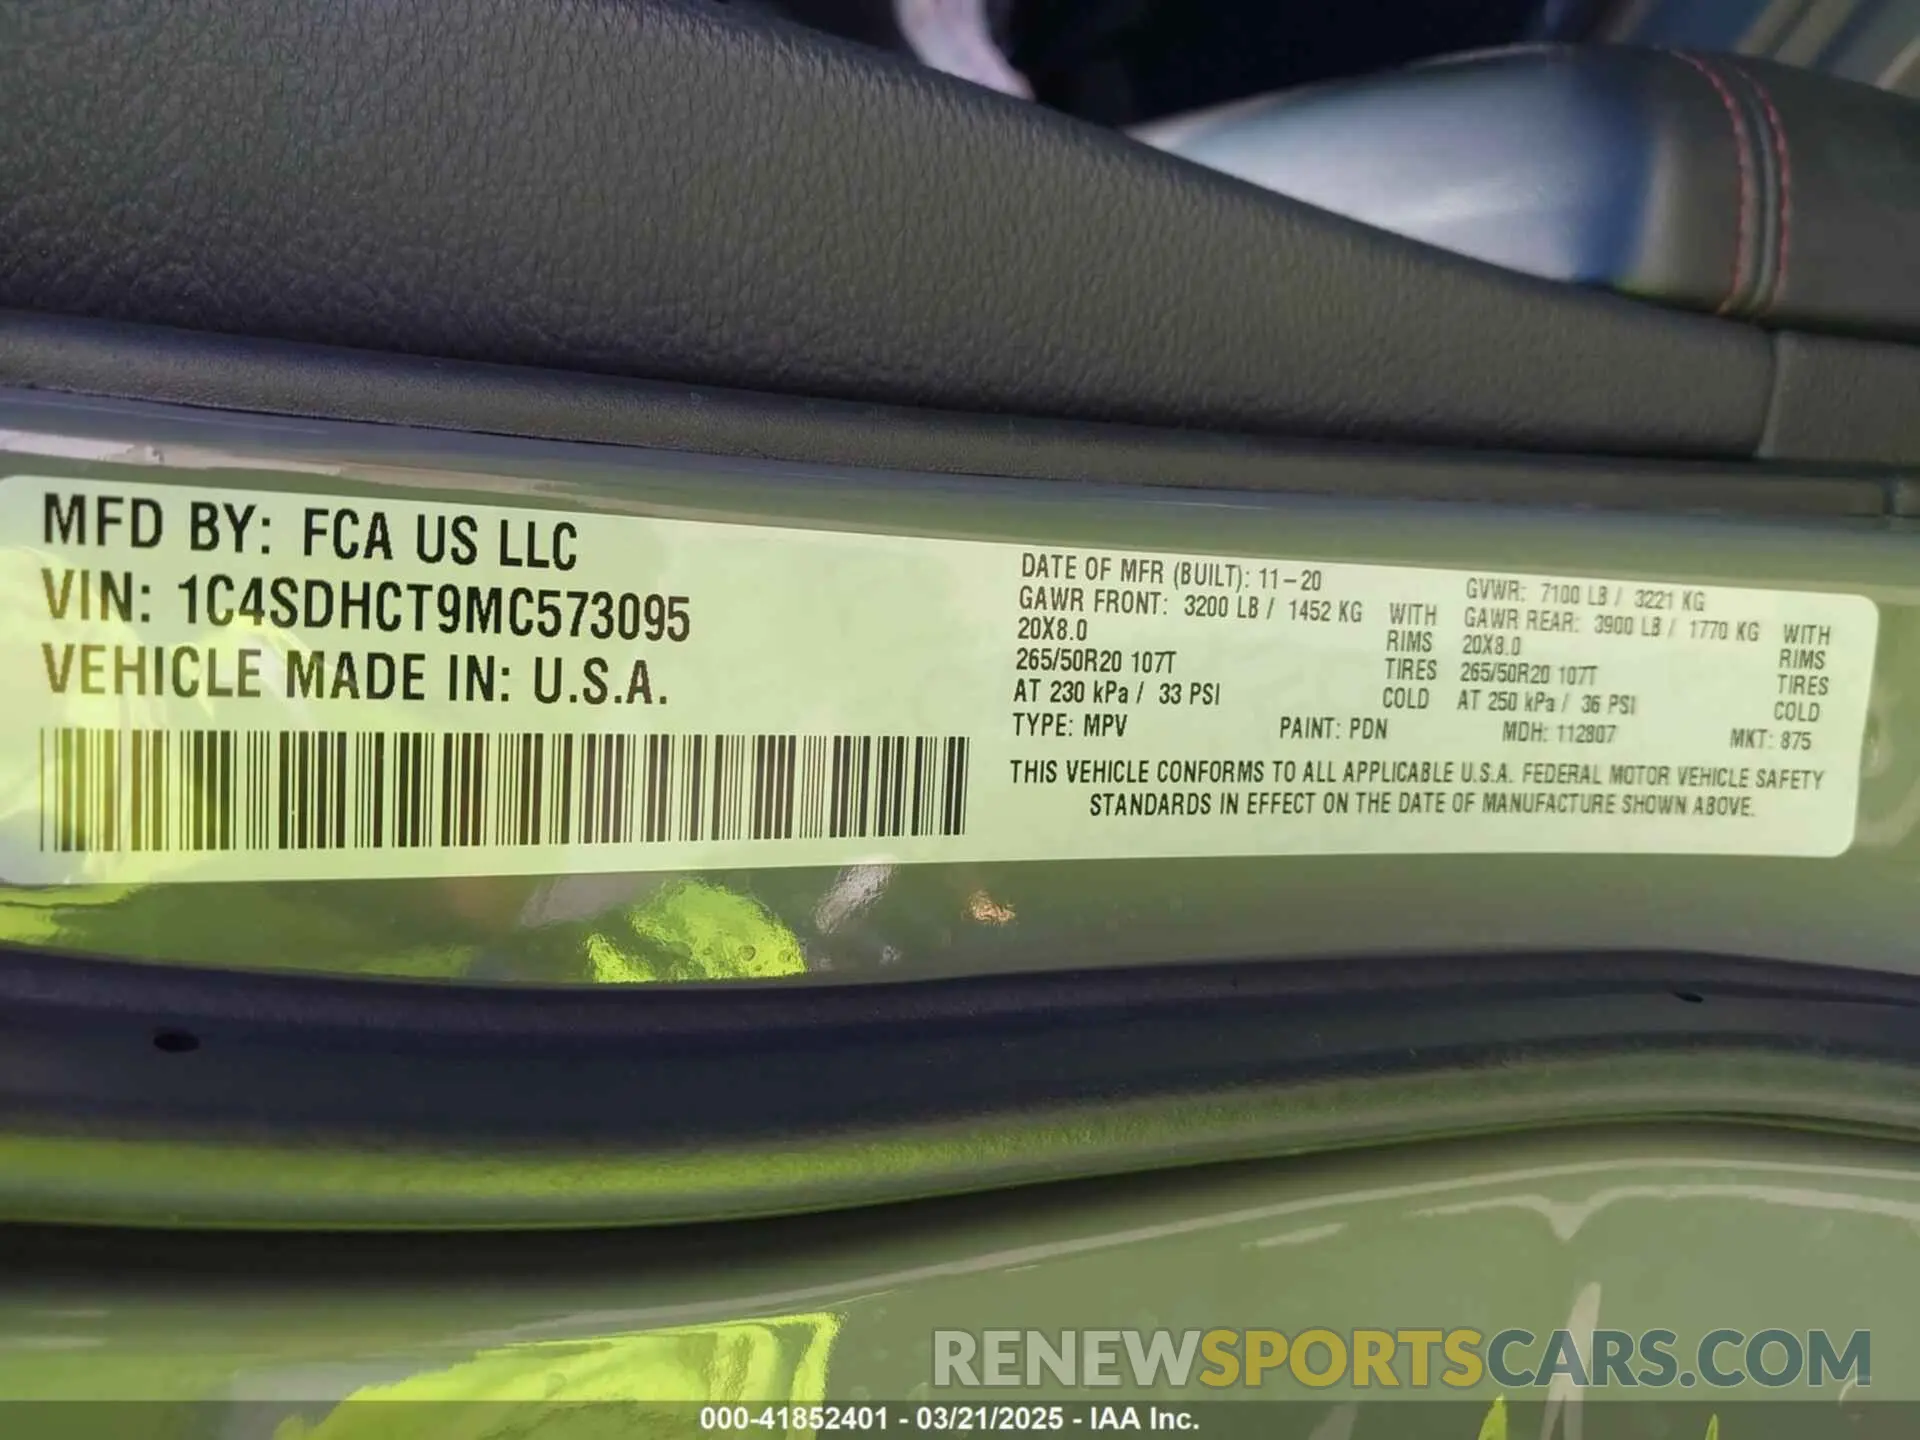 MFD BY: FCA US LLC
VIN: 1C4SDHCT9MC573095
VEHICLE MADE IN: U.S.A.
DATE OF MFR (BUILT): 11-20
GAWR FRONT: 3200 LB / 1452 KG WITH
20X8.0 RIMS
265/50R20 107T TIRES
AT 230 kPa / 33 PSI COLD
GVWR: 7100 LB / 3221 KG
GAWR REAR: 3900 LB / 1770 KG WITH
20X8.0 RIMS
265/50R20 107T TIRES
AT 250 kPa / 36 PSI COLD
TYPE: MPV PAINT: PDN MDH: 112807 MKT: 875
THIS VEHICLE CONFORMS TO ALL APPLICABLE U.S.A. FEDERAL MOTOR VEHICLE SAFETY
STANDARDS IN EFFECT ON THE DATE OF MANUFACTURE SHOWN ABOVE.
RENEWSPORTSCARS.COM
000-41852401 - 03/21/2025 - IAA Inc.